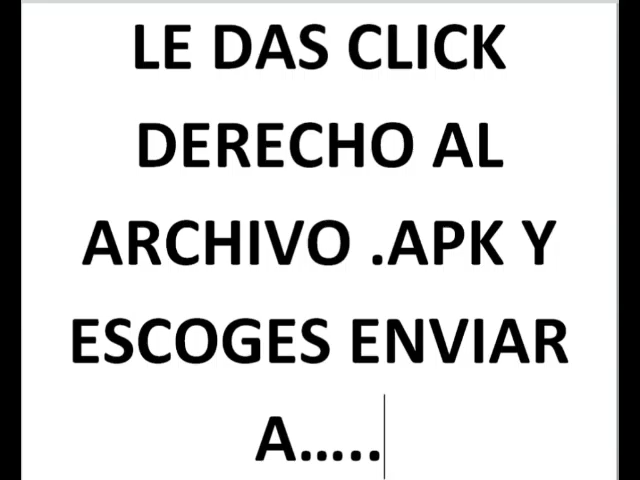 LE DAS CLICK
DERECHO AL
ARCHIVO .APK Y
ESCOGES ENVIAR
A.....